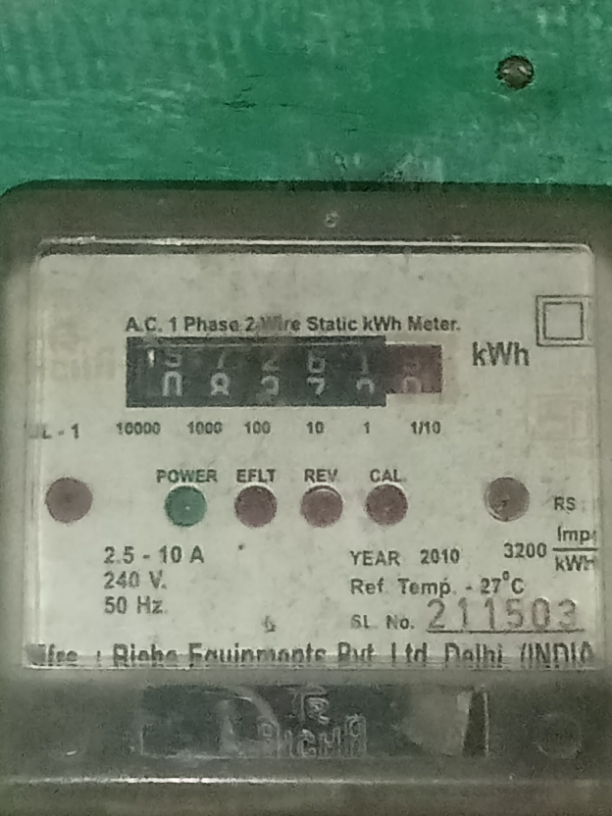 A.C. 1 Phase 2 Wire Static kWh Meter.
kWh
10000 1000 100 10 1 1/10
POWER EFLT REV. CAL.
RS
2.5 - 10 A
YEAR 2010
3200 Imp/kWh
240 V.
Ref. Temp. - 27°C
50 Hz.
SL. No. 211503
Equipments Pvt. Ltd. Delhi (INDIA